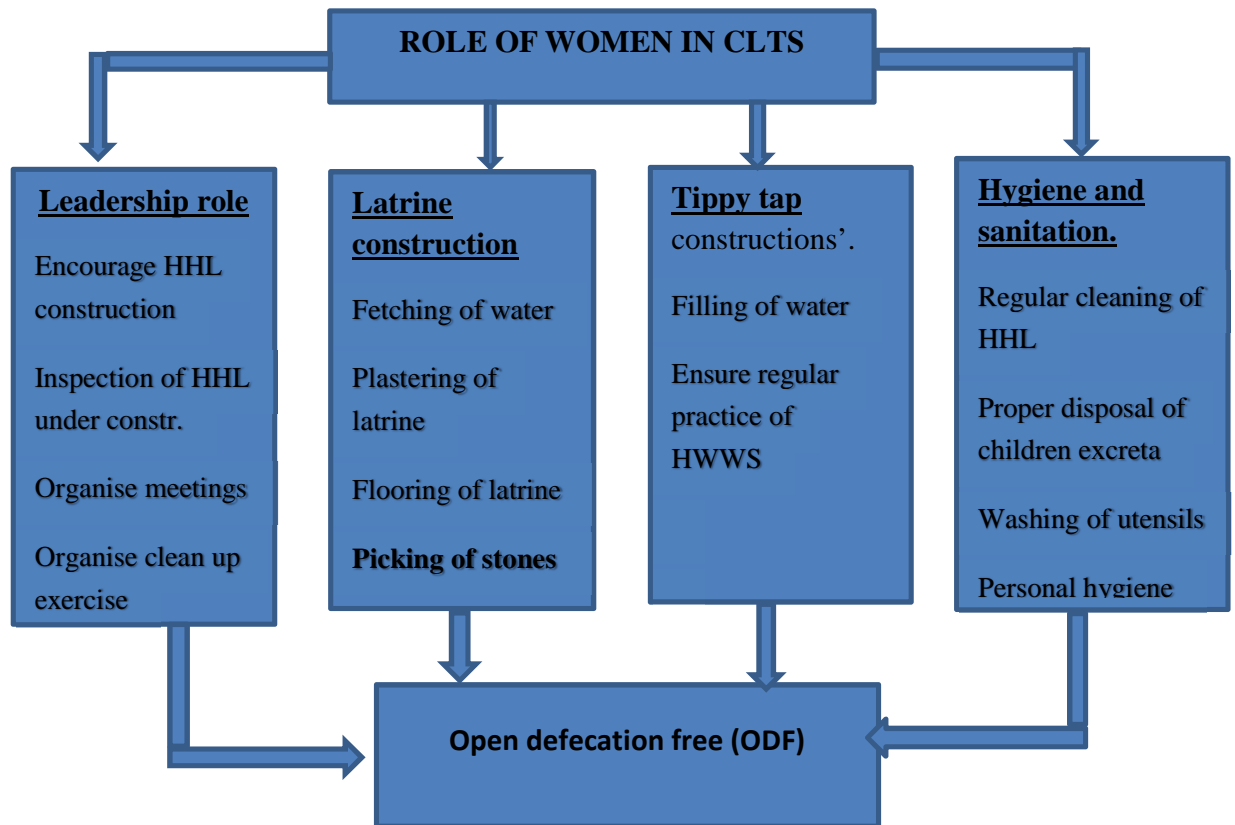 ROLE OF WOMEN IN CLTS
Leadership role
Encourage HHL
construction
Inspection of HHL
under constr.
Organise meetings
Organise clean up
exercise
Latrine
construction
Fetching of water
Plastering of
latrine
Flooring of latrine
Picking of stones
Tippy tap
constructions’.
Filling of water
Ensure regular
practice of
HWWS
Hygiene and
sanitation.
Regular cleaning of
HHL
Proper disposal of
children excreta
Washing of utensils
Personal hygiene
Open defecation free (ODF)